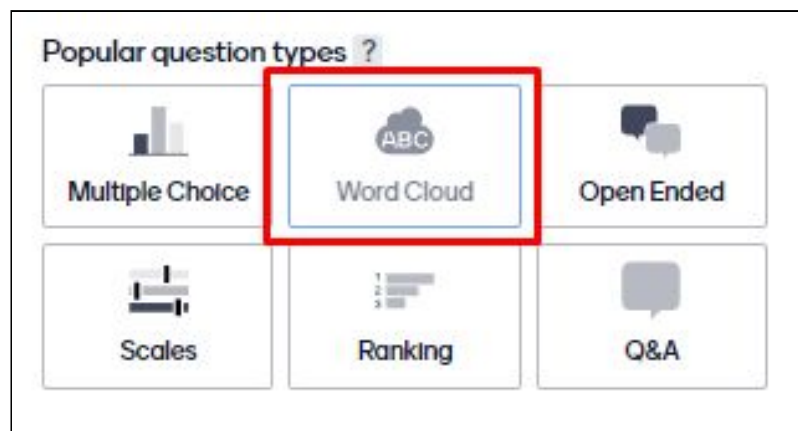 Popular question types ?
ABC
Multiple Choice Word Cloud Open Ended
1
2
3
Scales Ranking Q&A